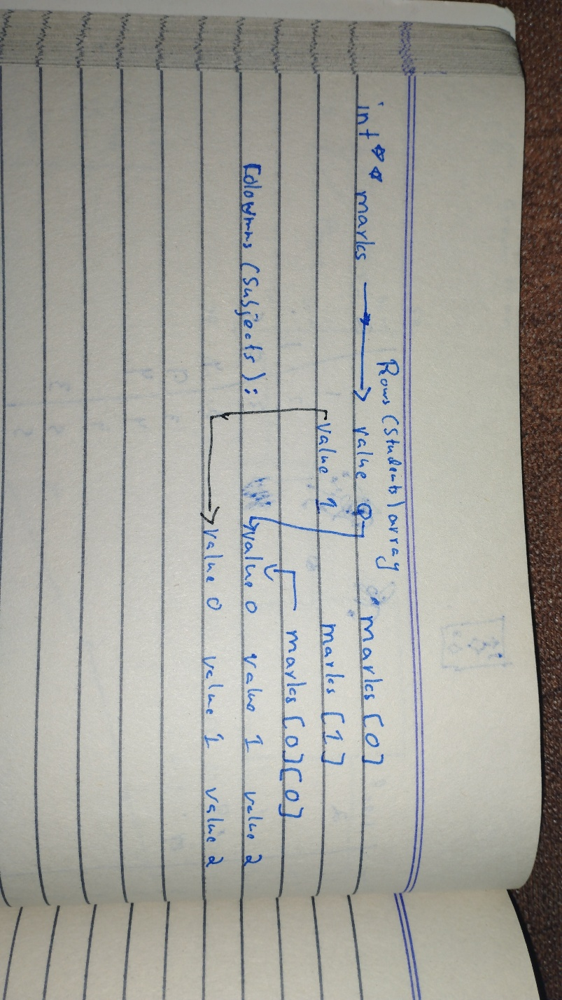 Rows (Students) array
int ** marks → value 0 marks [0]
value 1 marks [1]
marks [0][0]
Colowmns (Subjects) : value 0 value 1 value 2
value 0 value 1 value 2